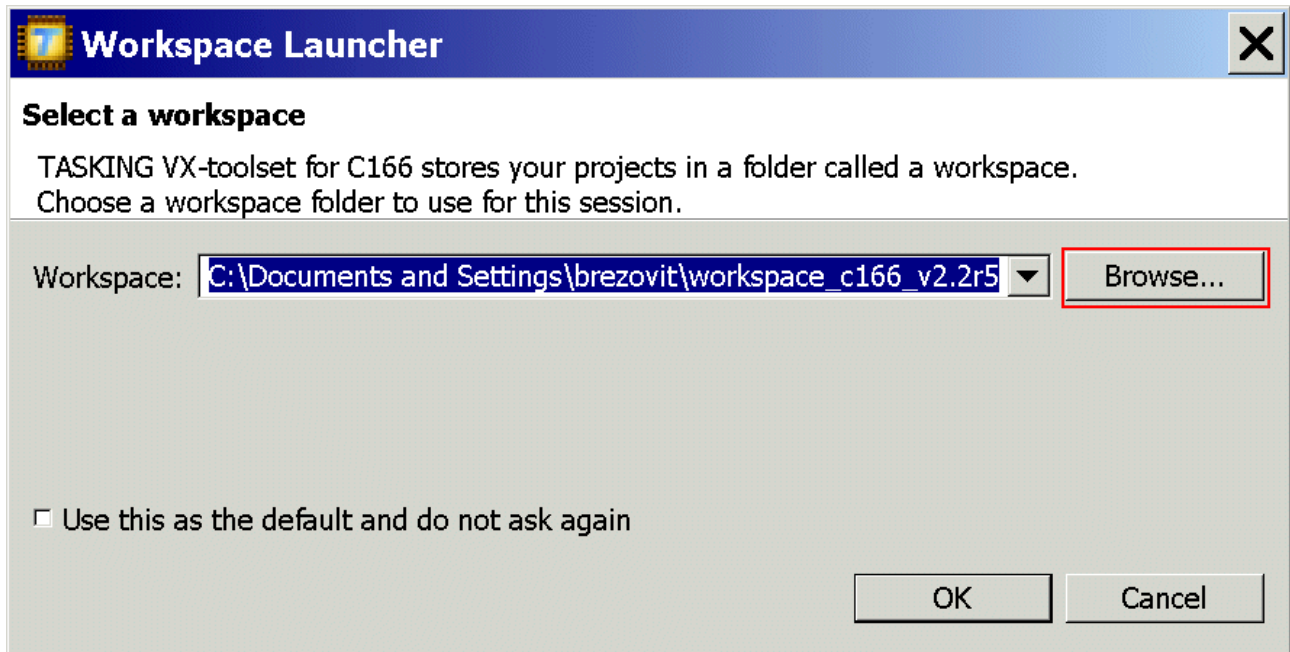 Workspace Launcher
Select a workspace
TASKING VX-toolset for C166 stores your projects in a folder called a workspace.
Choose a workspace folder to use for this session.
Workspace: C:\Documents and Settings\brezovit\workspace_c166_v2.2r5 Browse...
Use this as the default and do not ask again
OK Cancel